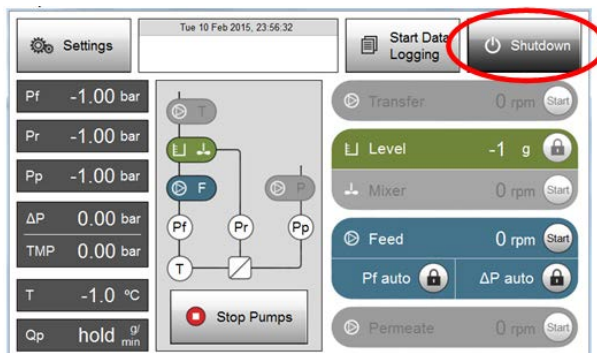 Settings
Tue 10 Feb 2015, 23:56:32
Start Data
Logging
Shutdown
Pf -1.00 bar
Pr -1.00 bar
Pp -1.00 bar
ΔP 0.00 bar
TMP 0.00 bar
T -1.0 °C
Qp hold g/min
T
F
P
Pf
Pr
Pp
T
Stop Pumps
Transfer 0 rpm Start
Level -1 g
Mixer 0 rpm Start
Feed 0 rpm Start
Pf auto ΔP auto
Permeate 0 rpm Start